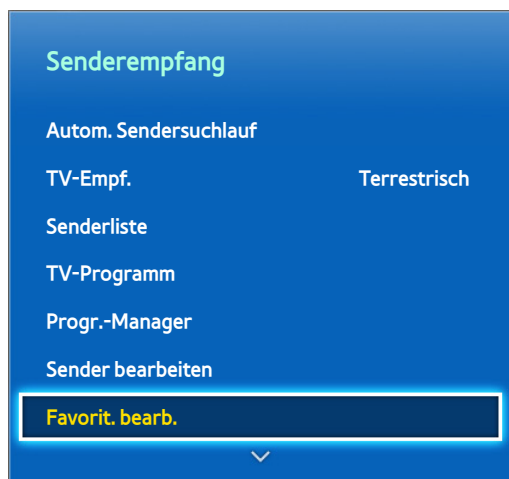 Senderempfang
Autom. Sendersuchlauf
TV-Empf. Terrestrisch
Senderliste
TV-Programm
Progr.-Manager
Sender bearbeiten
Favorit. bearb.